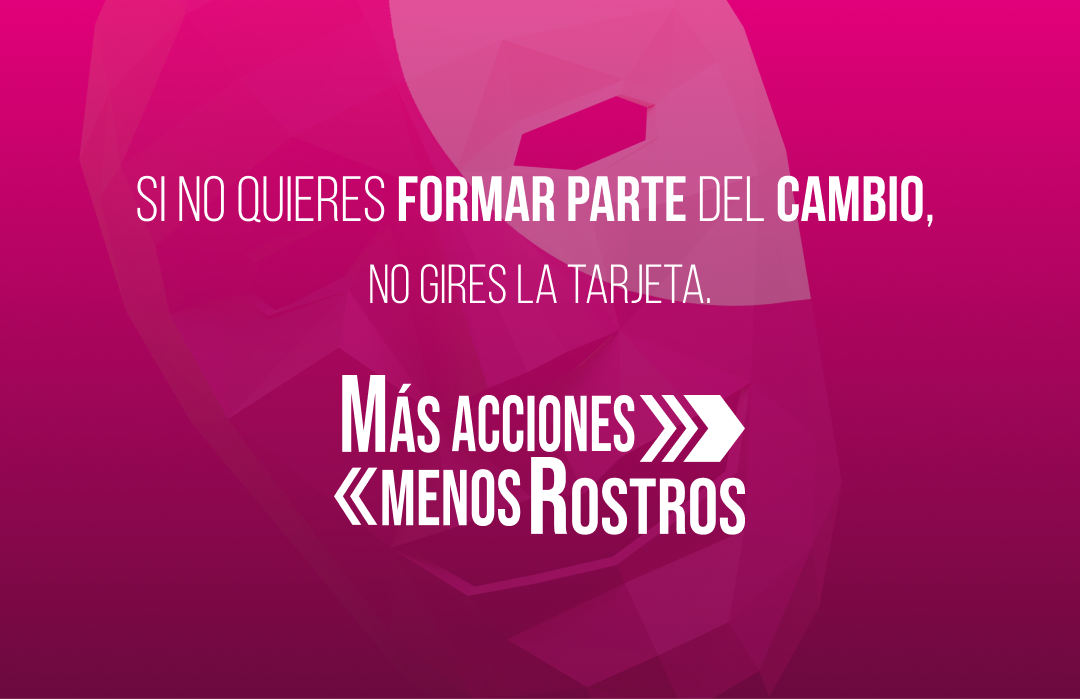 SI NO QUIERES FORMAR PARTE DEL CAMBIO,
NO GIRES LA TARJETA.
MÁS ACCIONES
MENOS ROSTROS